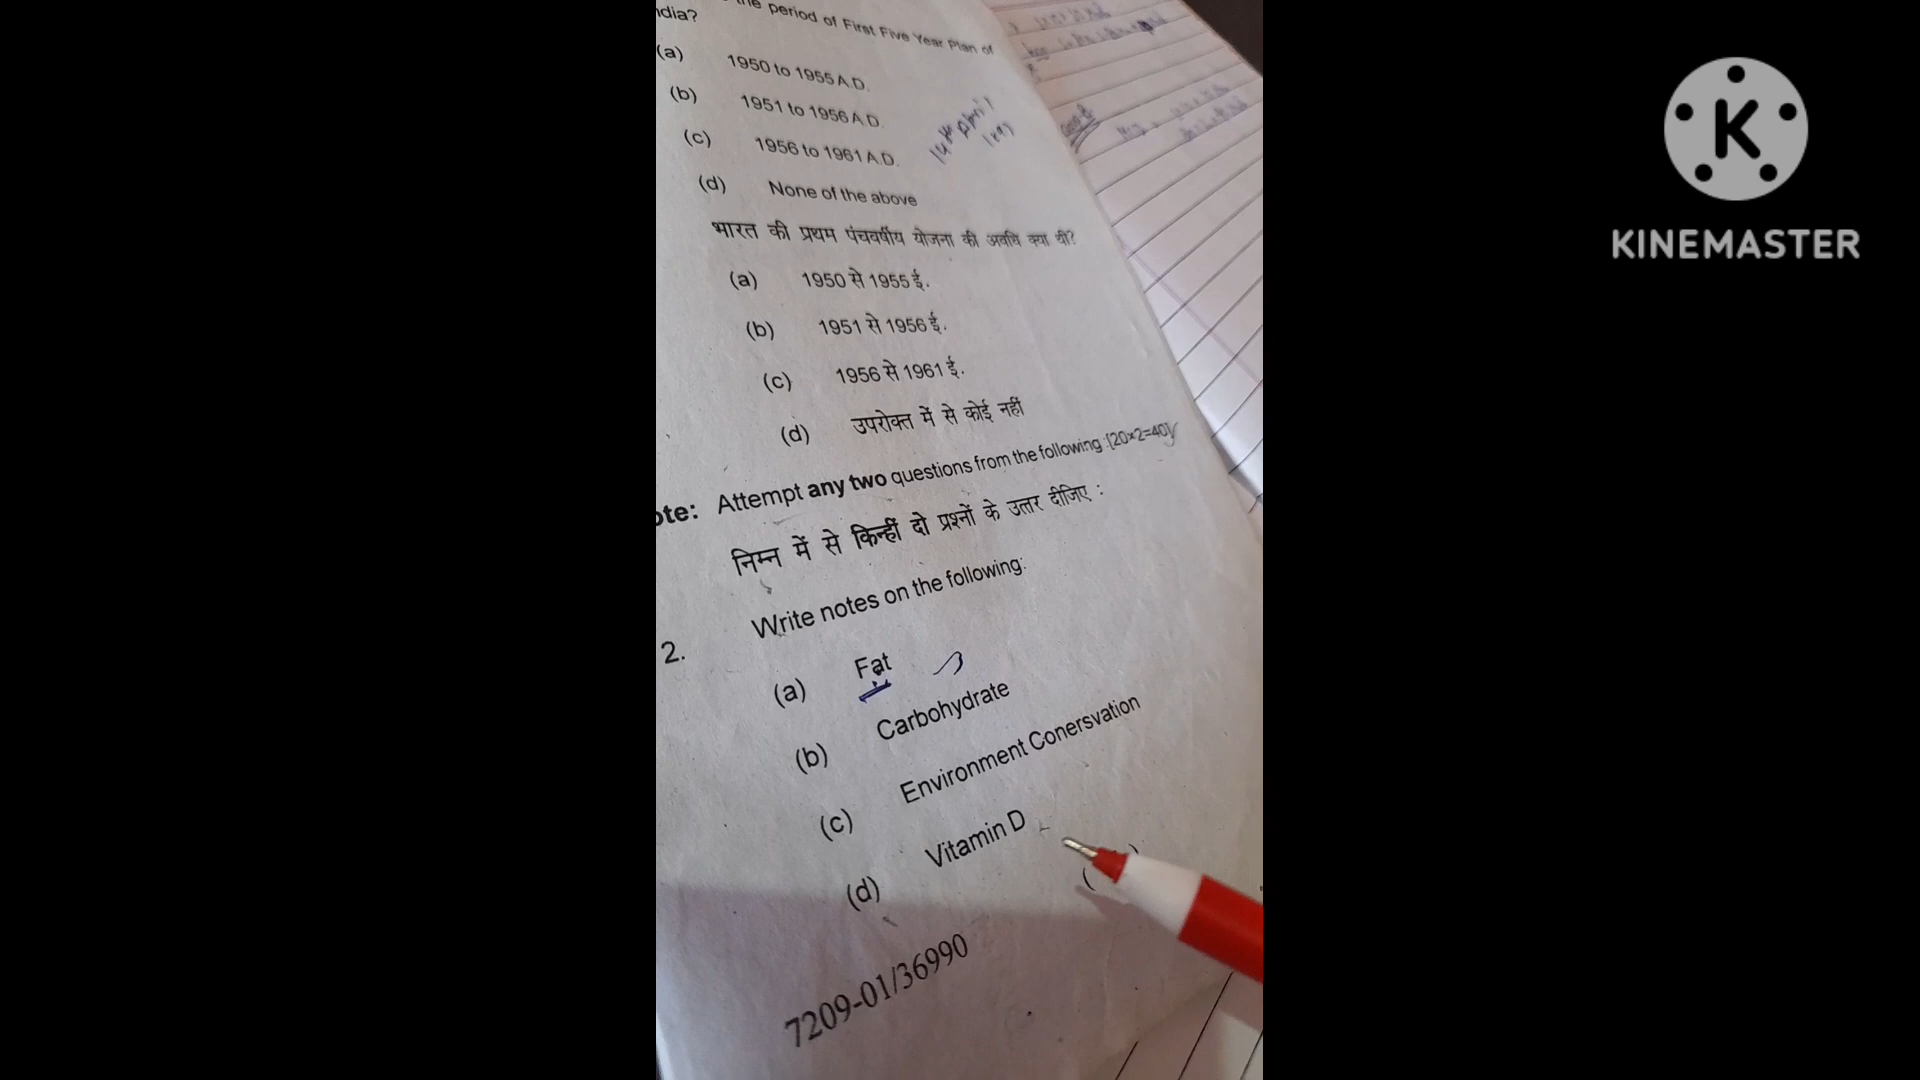 the period of First Five Year Plan of
ndia?
(a) 1950 to 1955 A.D.
(b) 1951 to 1956 A.D.
(c) 1956 to 1961 A.D.
(d) None of the above
14th April
भारत की प्रथम पंचवर्षीय योजना की अवधि क्या थी?
(a) 1950 से 1955 ई.
(b) 1951 से 1956 ई.
(c) 1956 से 1961 ई.
(d) उपरोक्त में से कोई नहीं
ote: Attempt any two questions from the following :[20×2=40]
निम्न में से किन्हीं दो प्रश्नों के उत्तर दीजिए :
2. Write notes on the following:
(a) Fat
(b) Carbohydrate
(c) Environment Conersvation
(d) Vitamin D
7209-01/36990
K
KINEMASTER